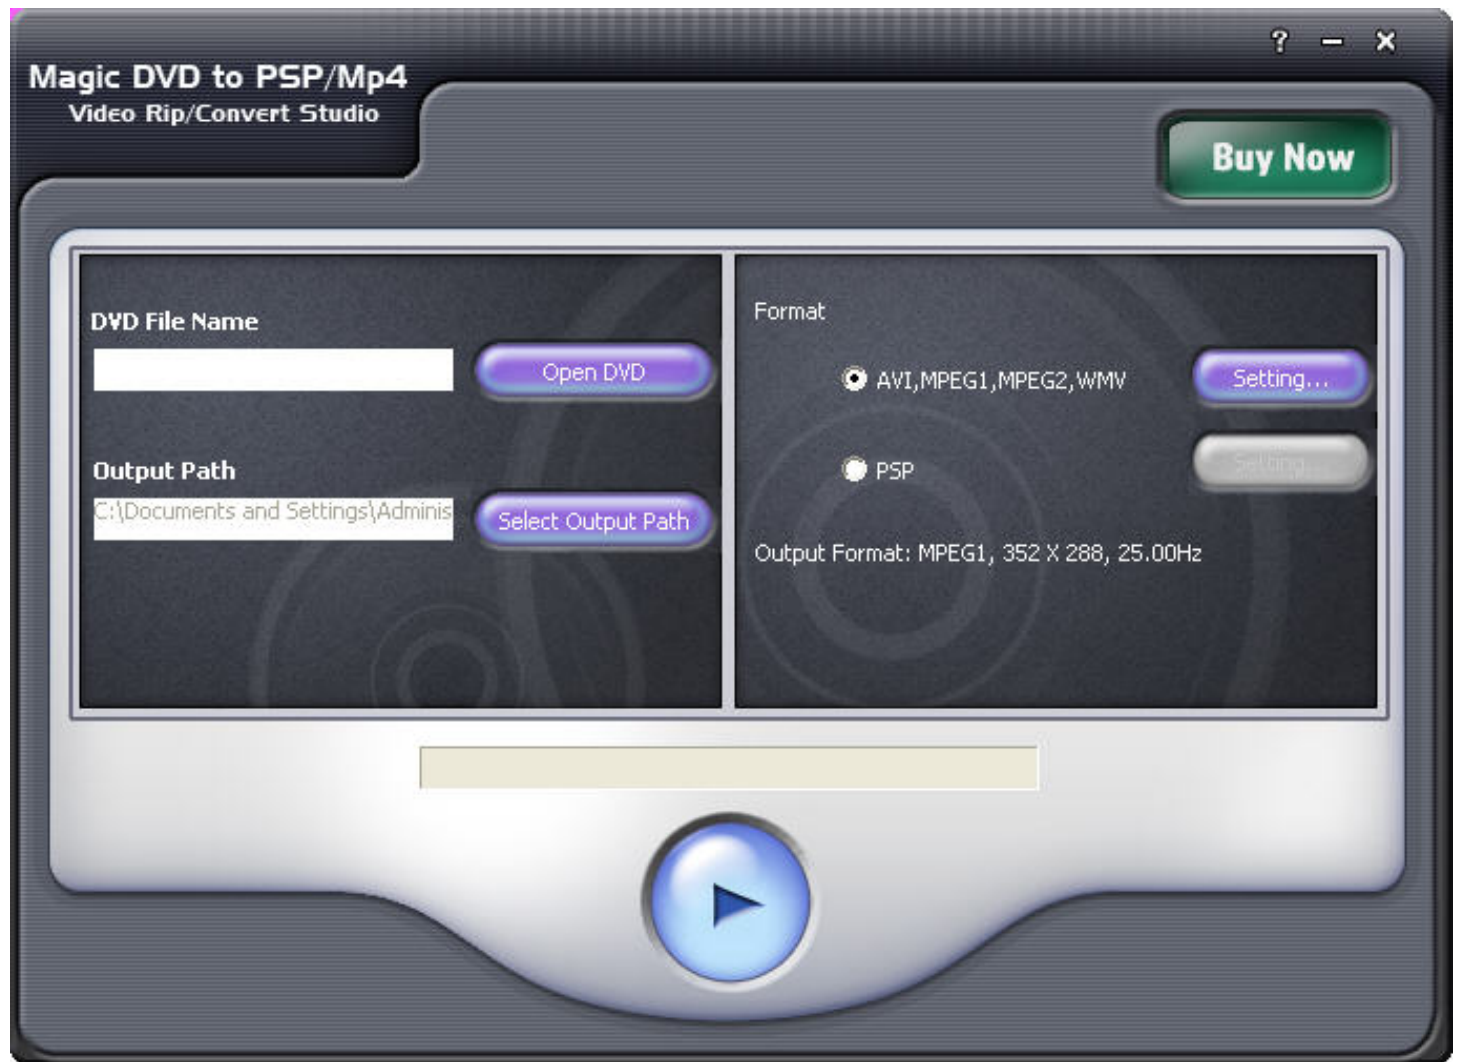 ?
Magic DVD to PSP/Mp4
Video Rip/Convert Studio
Buy Now
DVD File Name
Open DVD
Output Path
C:\Documents and Settings\Adminis
Select Output Path
Format
AVI,MPEG1,MPEG2,WMV
Setting...
PSP
Setting...
Output Format: MPEG1, 352 X 288, 25.00Hz